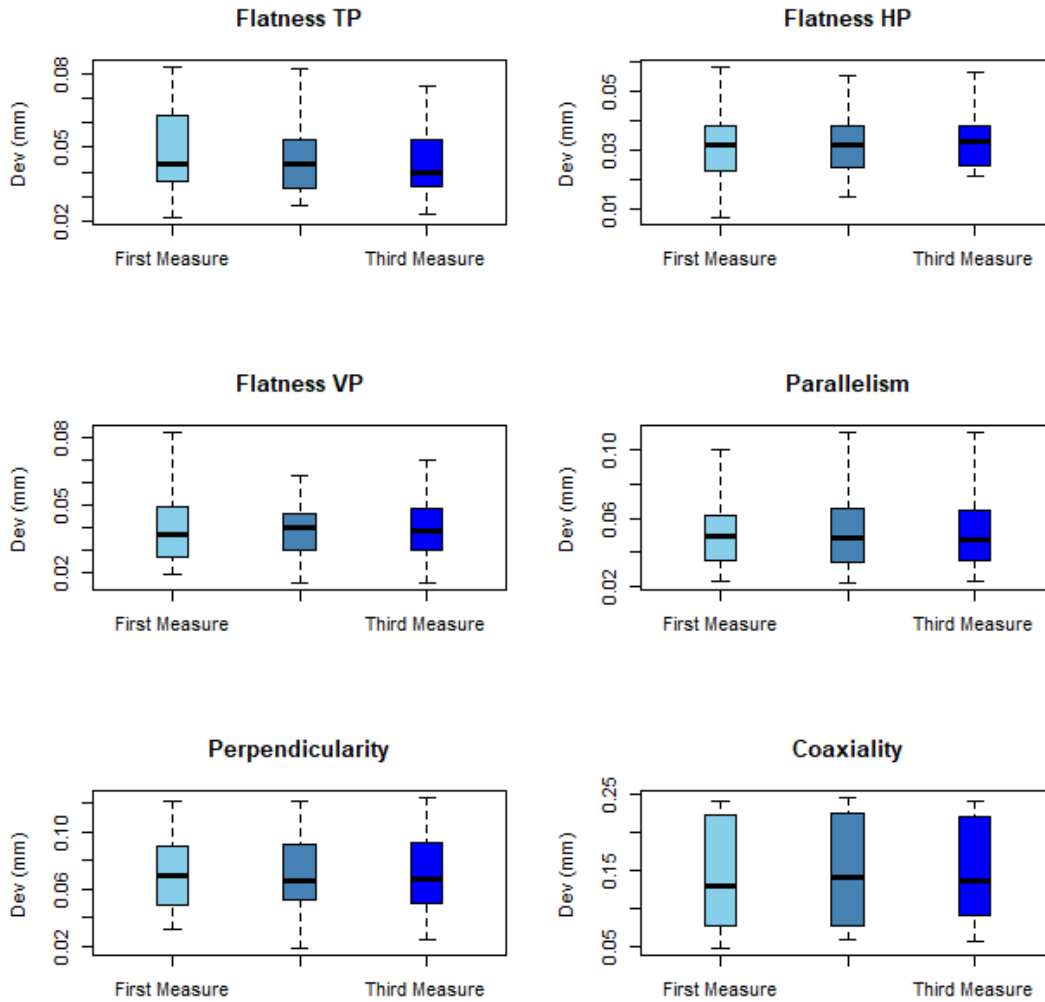 Flatness TP
Dev (mm)
0.08
0.05
0.02
First Measure
Third Measure
Flatness HP
Dev (mm)
0.05
0.03
0.01
First Measure
Third Measure
Flatness VP
Dev (mm)
0.08
0.05
0.02
First Measure
Third Measure
Parallelism
Dev (mm)
0.10
0.06
0.02
First Measure
Third Measure
Perpendicularity
Dev (mm)
0.10
0.06
0.02
First Measure
Third Measure
Coaxiality
Dev (mm)
0.25
0.15
0.05
First Measure
Third Measure